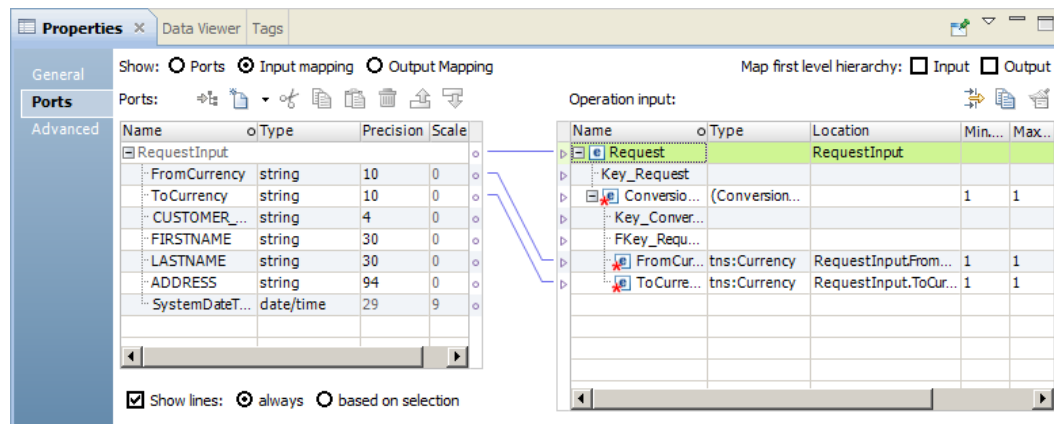 Properties Data Viewer Tags
General
Ports
Advanced
Show: Ports Input mapping Output Mapping
Map first level hierarchy: Input Output
Ports:
Operation input:
Name Type Precision Scale
RequestInput
FromCurrency string 10 0
ToCurrency string 10 0
CUSTOMER_... string 4 0
FIRSTNAME string 30 0
LASTNAME string 30 0
ADDRESS string 94 0
SystemDateT... date/time 29 9
Name Type Location Min.... Max...
Request RequestInput
Key_Request
Conversio... (Conversion... 1 1
Key_Conver...
FKey_Requ...
FromCur... tns:Currency RequestInput.From... 1 1
ToCurre... tns:Currency RequestInput.ToCur... 1 1
Show lines: always based on selection